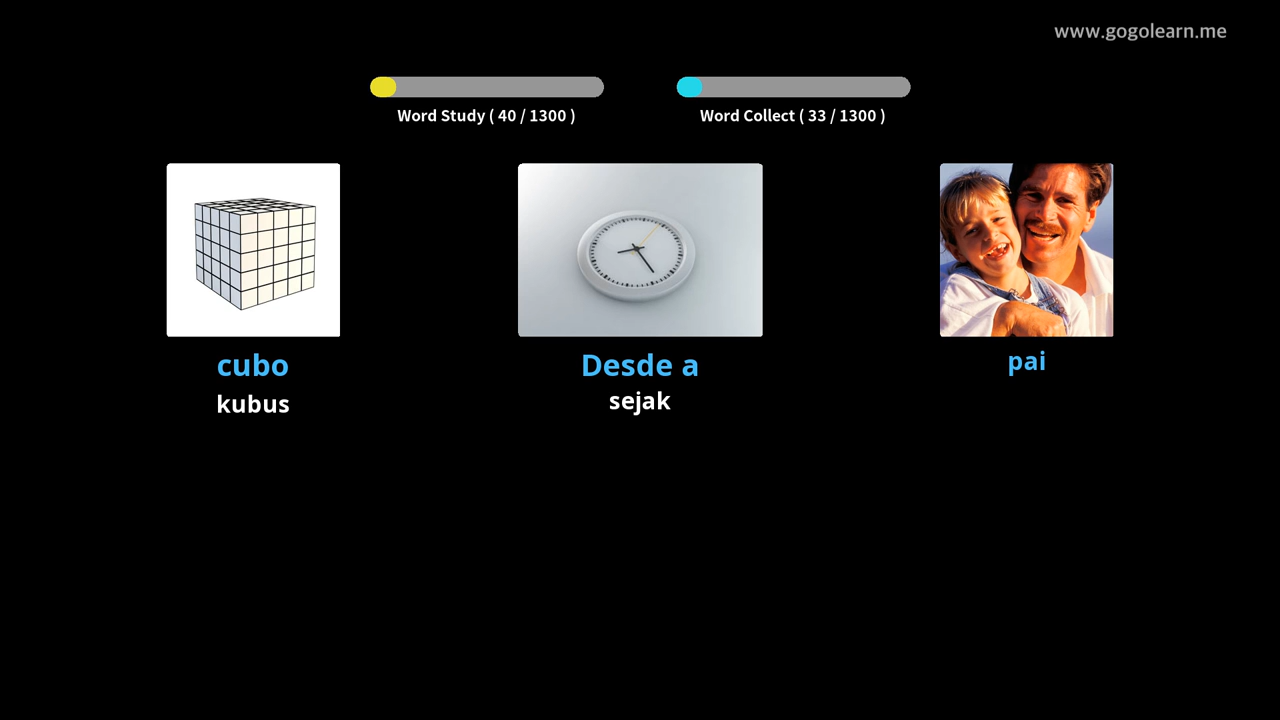 www.gogolearn.me
Word Study ( 40 / 1300 )
Word Collect ( 33 / 1300 )
cubo
kubus
Desde a
sejak
pai